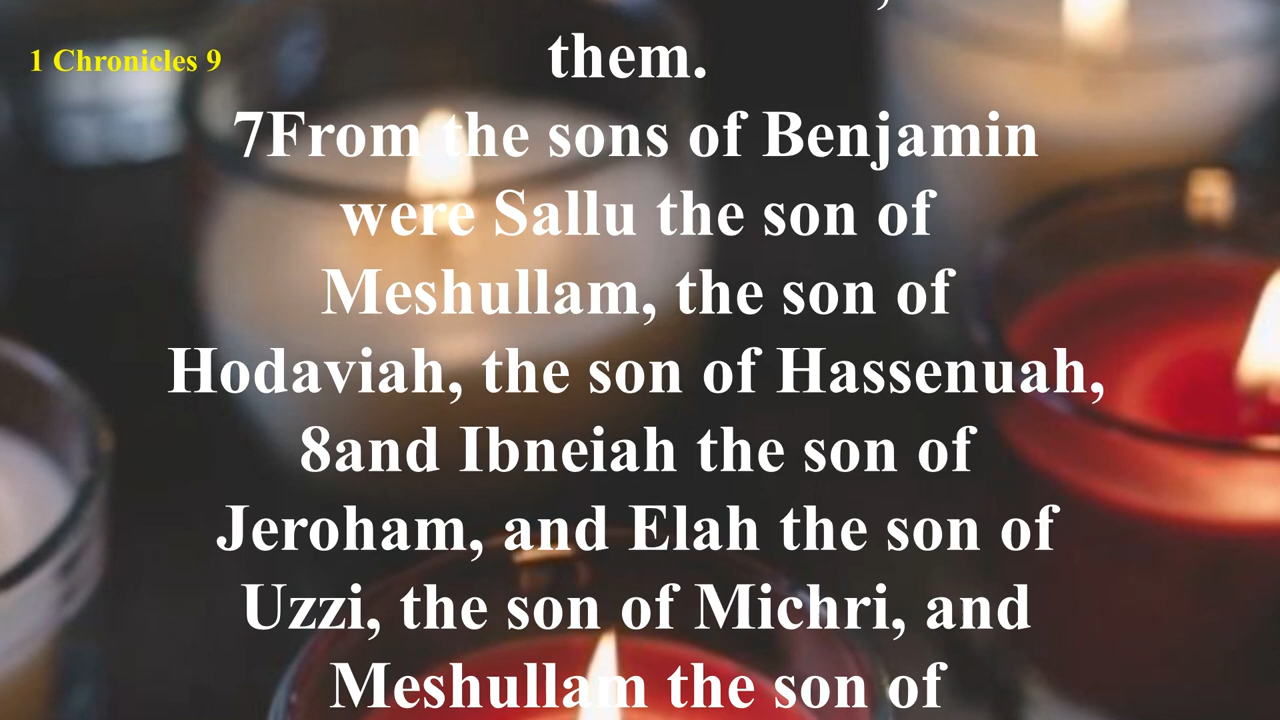 1 Chronicles 9
them.
7From the sons of Benjamin
were Sallu the son of
Meshullam, the son of
Hodaviah, the son of Hassenuah,
8and Ibneiah the son of
Jeroham, and Elah the son of
Uzzi, the son of Michri, and
Meshullam the son of